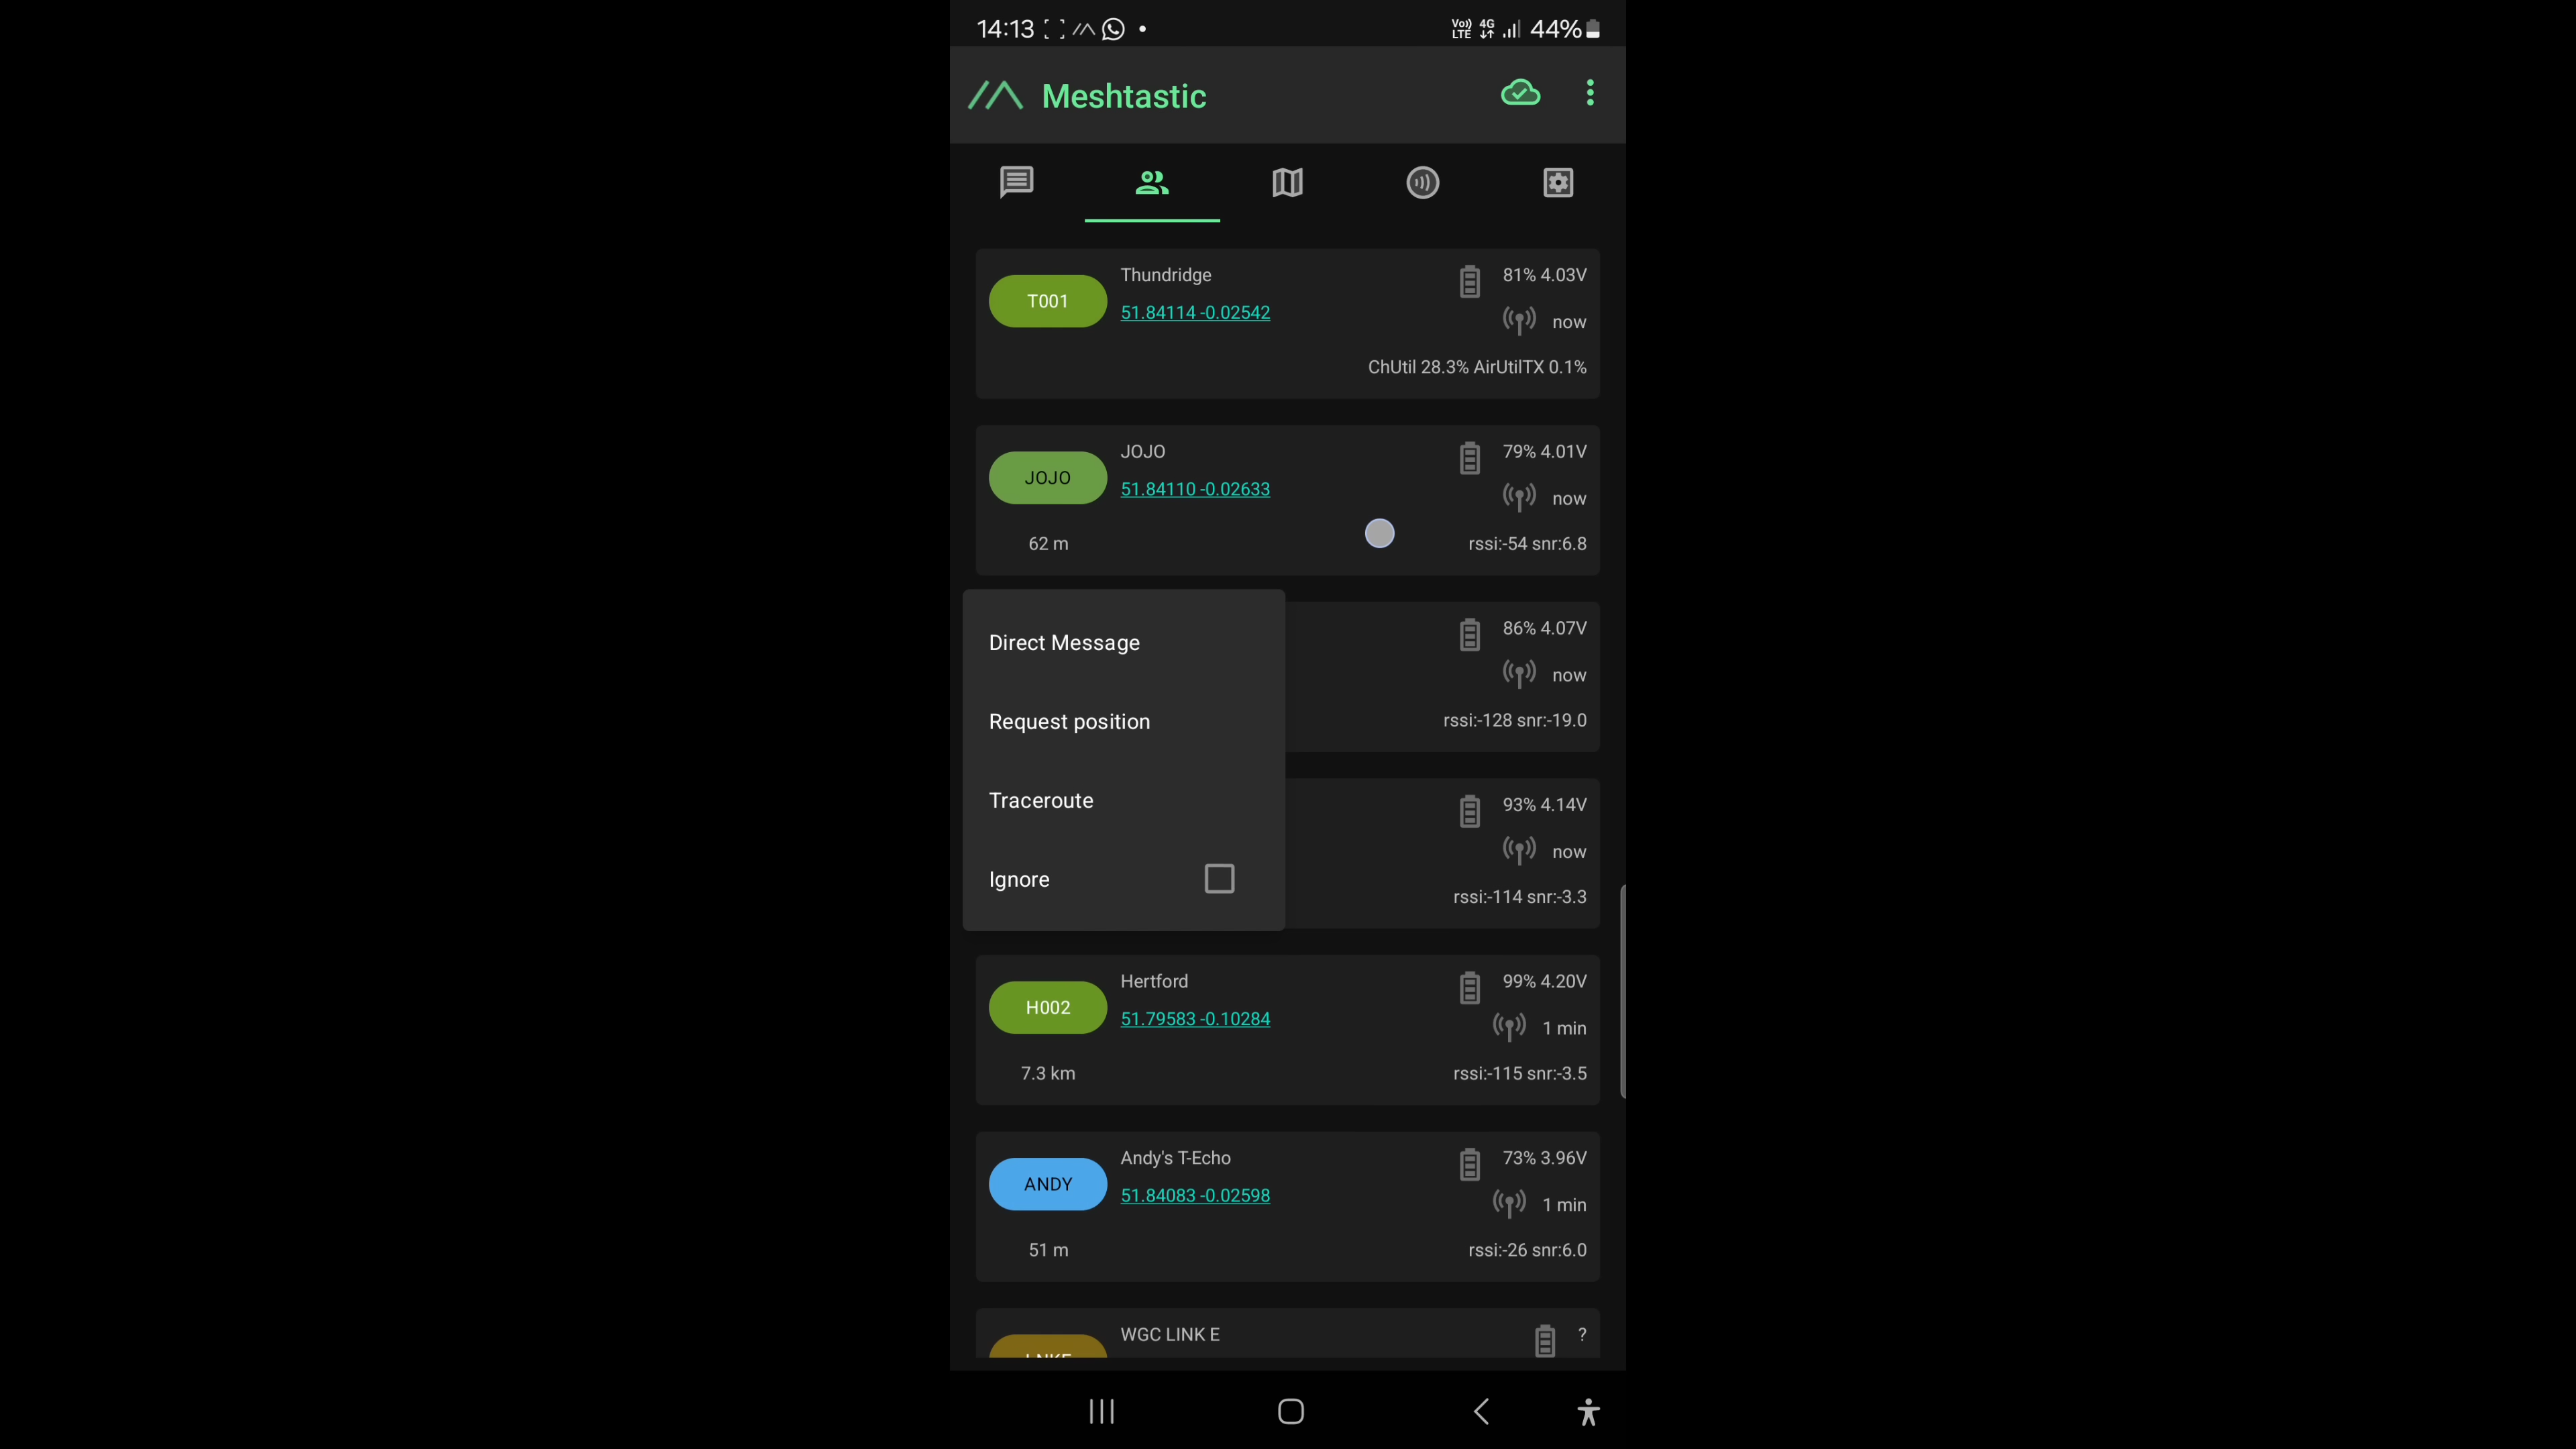 14:13
Vo)) LTE 4G 44%
Meshtastic
T001
Thundridge
51.84114 -0.02542
81% 4.03V
now
ChUtil 28.3% AirUtilTX 0.1%
JOJO
JOJO
51.84110 -0.02633
79% 4.01V
now
62 m
rssi:-54 snr:6.8
Direct Message
Request position
Traceroute
Ignore
86% 4.07V
now
rssi:-128 snr:-19.0
93% 4.14V
now
rssi:-114 snr:-3.3
H002
Hertford
51.79583 -0.10284
99% 4.20V
1 min
7.3 km
rssi:-115 snr:-3.5
ANDY
Andy's T-Echo
51.84083 -0.02598
73% 3.96V
1 min
51 m
rssi:-26 snr:6.0
WGC LINK E
?